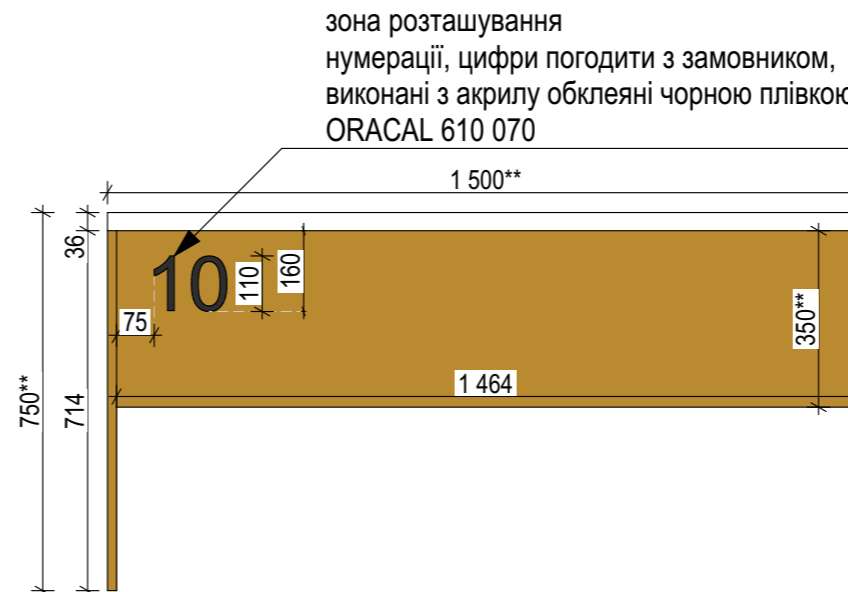 зона розташування
нумерації, цифри погодити з замовником,
виконані з акрилу обклеяні чорною плівкою
ORACAL 610 070
1 500**
36
10
110
160
75
350**
1 464
750**
714